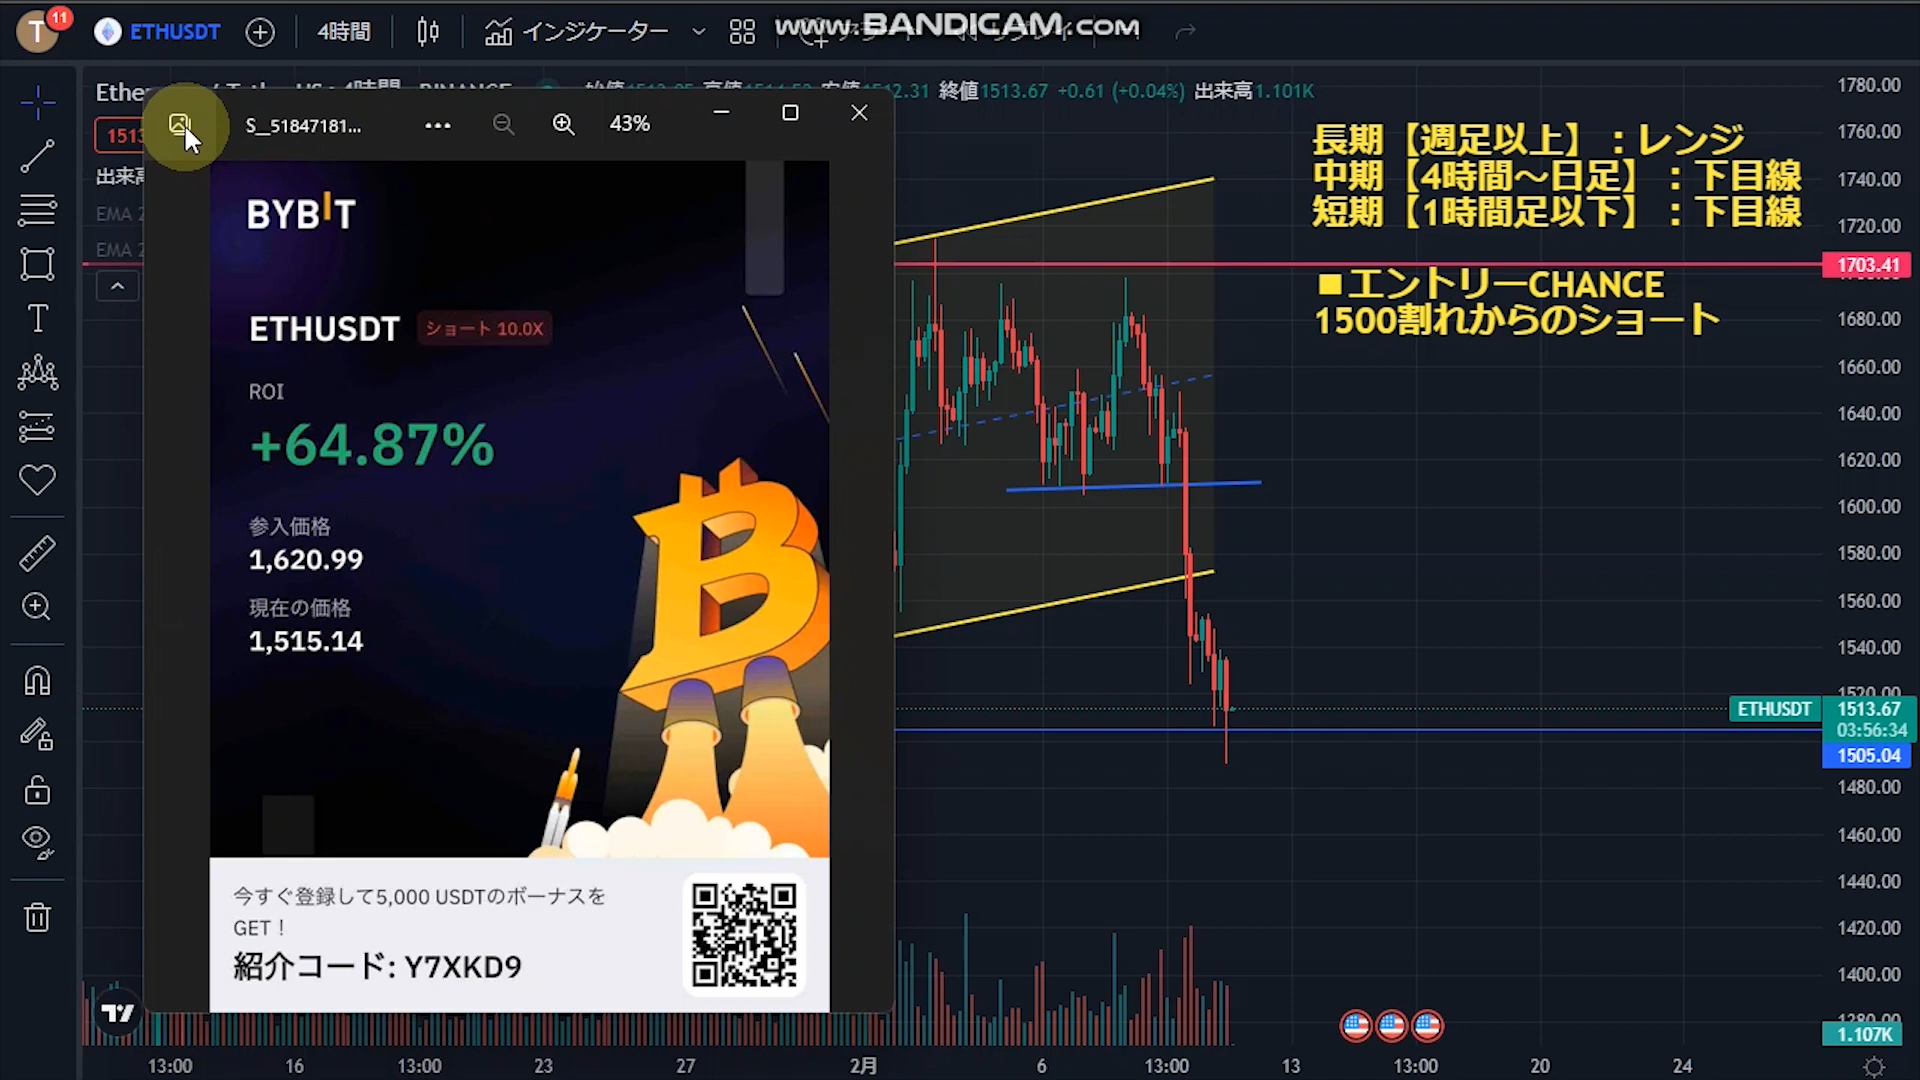 T
11
ETHUSDT
4時間
インジケーター
www.BANDICAM.com
終値1513.67 +0.61 (+0.04%) 出来高1.101K
S__51847181...
43%
EMA 2
EMA 2
BYBIT
ETHUSDT
ショート 10.0X
ROI
+64.87%
参入価格
1,620.99
現在の価格
1,515.14
今すぐ登録して5,000 USDTのボーナスを
GET！
紹介コード: Y7XKD9
長期【週足以上】：レンジ
中期【4時間～日足】：下目線
短期【1時間足以下】：下目線
■エントリーCHANCE
1500割れからのショート
1780.00
1760.00
1740.00
1720.00
1703.41
1680.00
1660.00
1640.00
1620.00
1600.00
1580.00
1560.00
1540.00
1520.00
ETHUSDT
1513.67
03:56:34
1505.04
1480.00
1460.00
1440.00
1420.00
1400.00
1.107K
13:00
16
13:00
23
27
2月
6
13:00
13
13:00
20
24